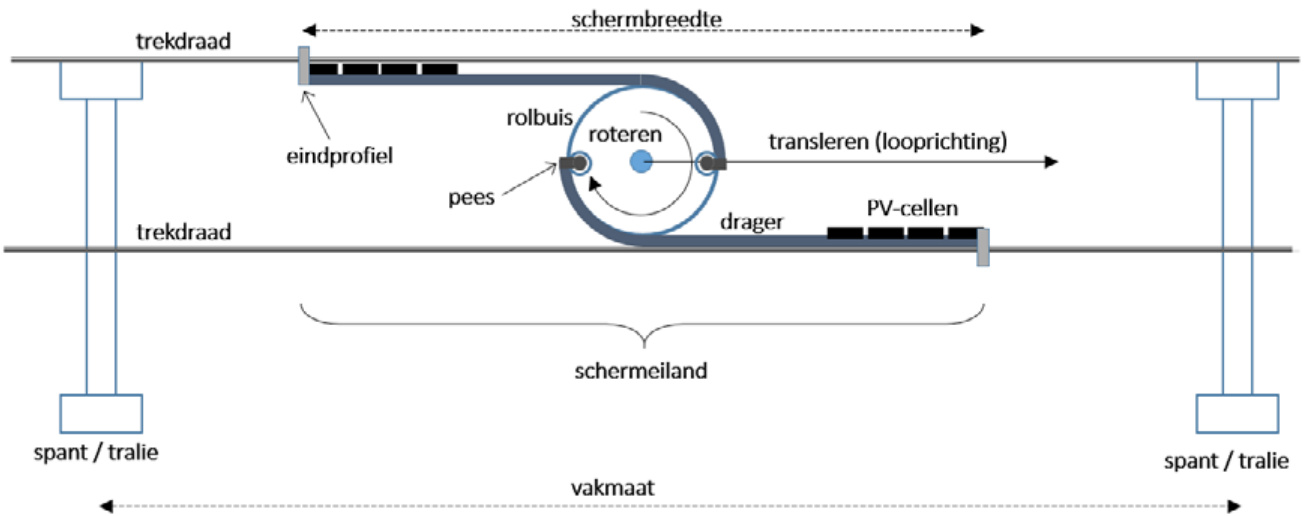 schermbreedte
trekdraad
rolbuis
roteren
transleren (looprichting)
eindprofiel
pees
PV-cellen
drager
trekdraad
schermeiland
spant / tralie
spant / tralie
vakmaat